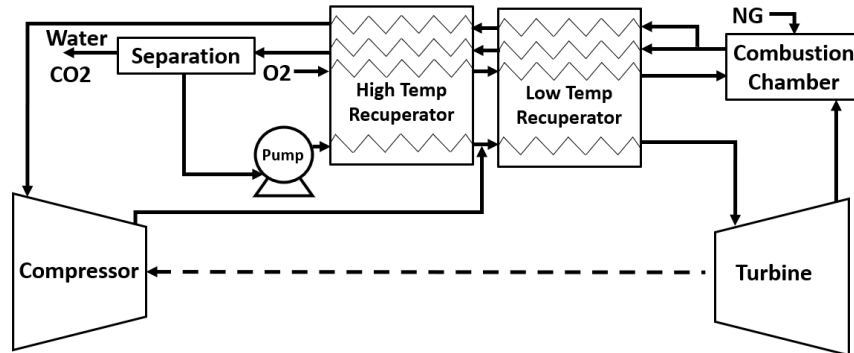 NG
Water
CO2
Separation
O2
High Temp
Recuperator
Low Temp
Recuperator
Combustion
Chamber
Pump
Compressor
Turbine